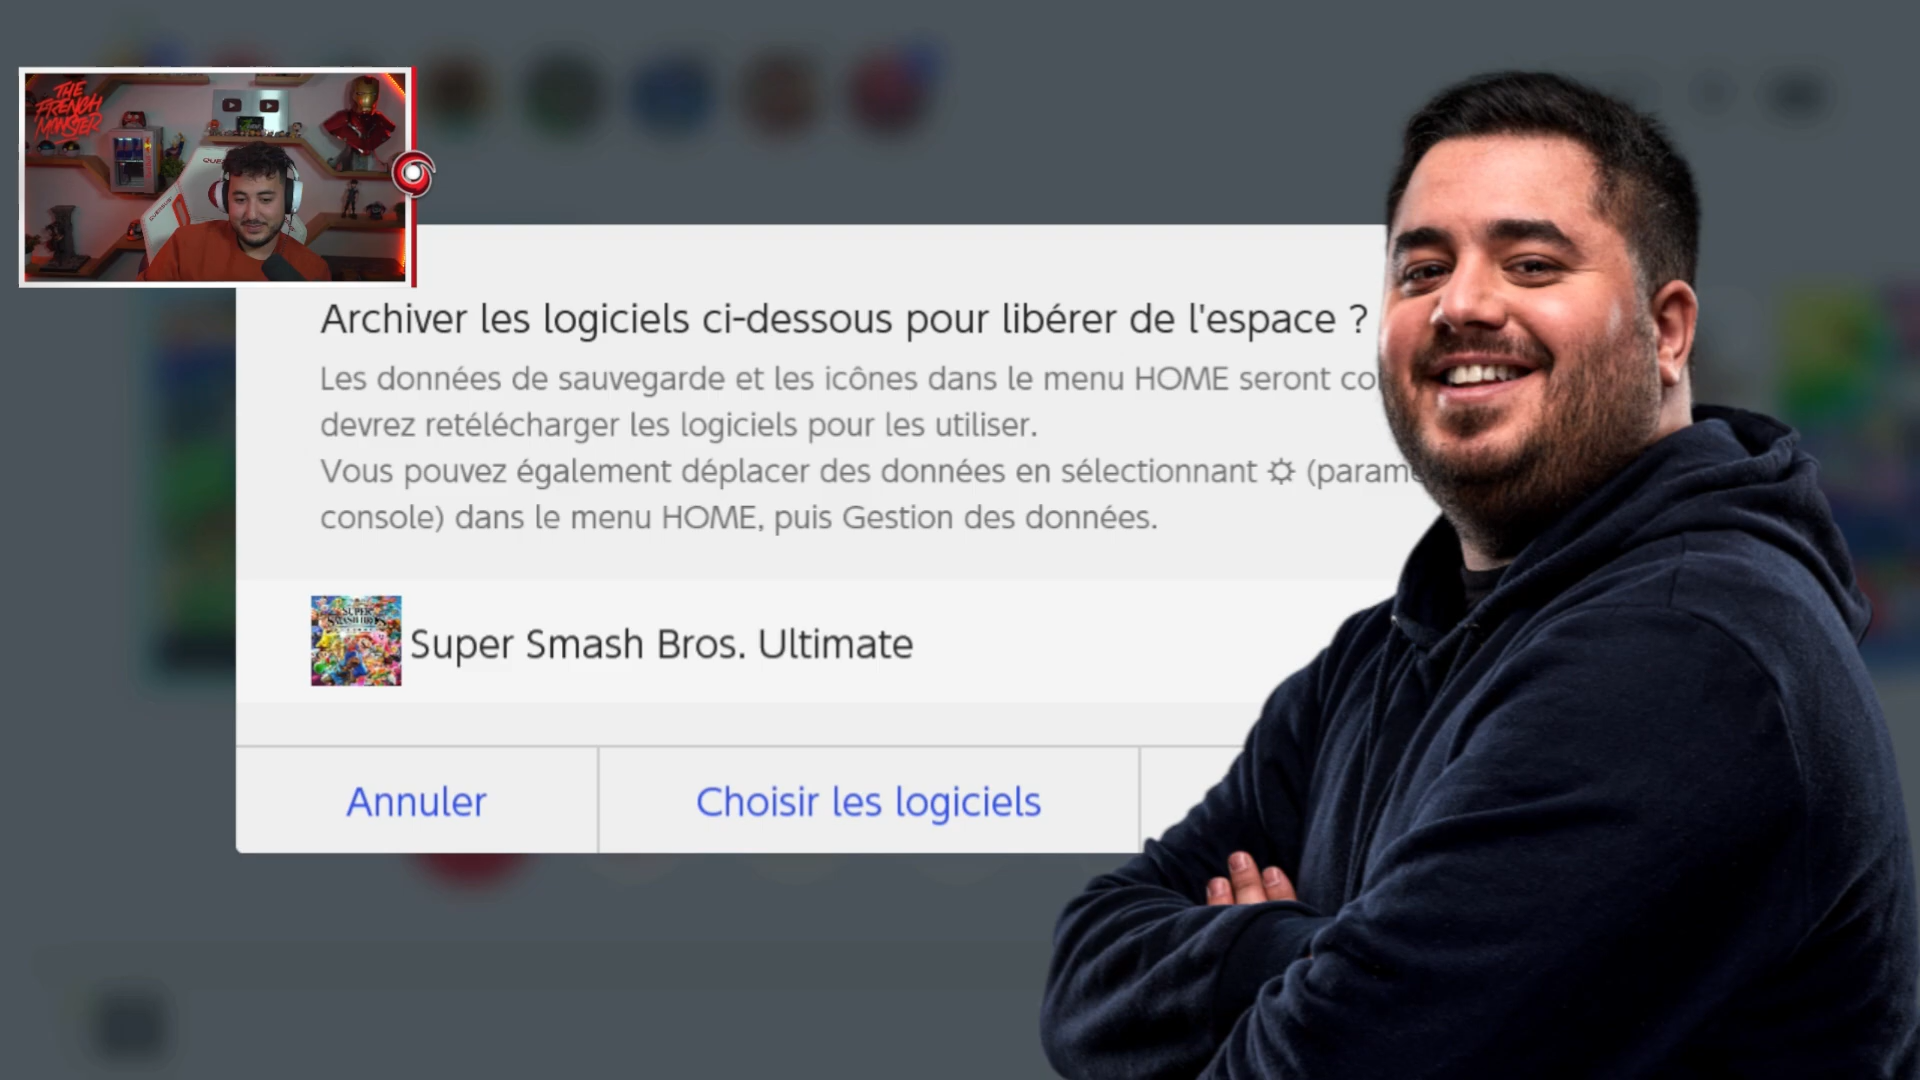 THE
FRENCH
MONSTER
Archiver les logiciels ci-dessous pour libérer de l'espace ?
Les données de sauvegarde et les icônes dans le menu HOME seront co
devrez retélécharger les logiciels pour les utiliser.
Vous pouvez également déplacer des données en sélectionnant (param
console) dans le menu HOME, puis Gestion des données.
SUPER
SMASH BROS
Super Smash Bros. Ultimate
Annuler
Choisir les logiciels